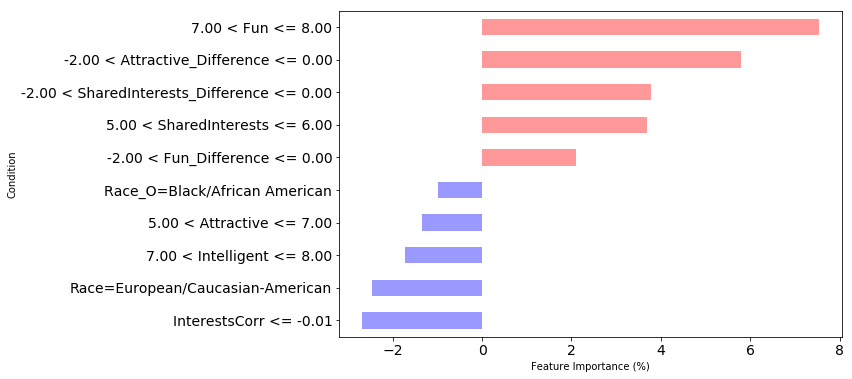 7.00 < Fun <= 8.00
-2.00 < Attractive_Difference <= 0.00
-2.00 < SharedInterests_Difference <= 0.00
5.00 < SharedInterests <= 6.00
-2.00 < Fun_Difference <= 0.00
Race_O=Black/African American
5.00 < Attractive <= 7.00
7.00 < Intelligent <= 8.00
Race=European/Caucasian-American
InterestsCorr <= -0.01
Condition
−2 0 2 4 6 8
Feature Importance (%)